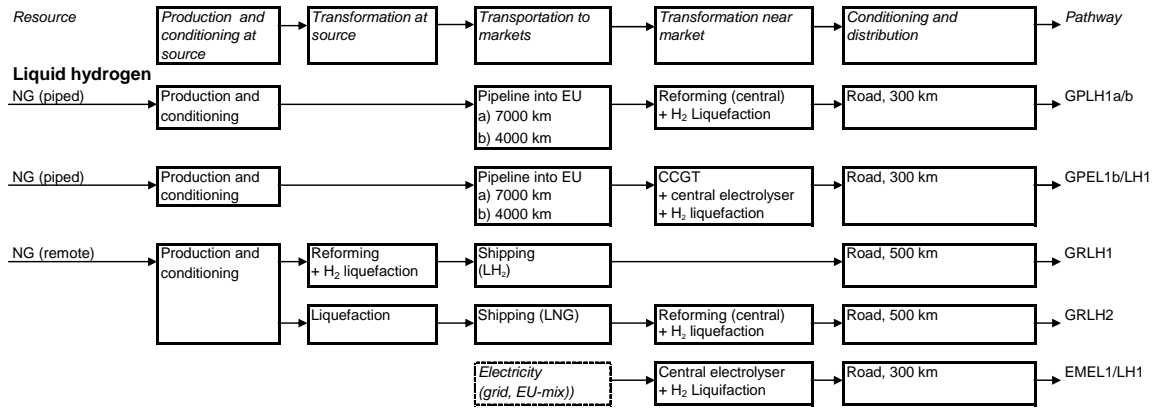 Resource
Production and
conditioning at
source
Transformation at
source
Transportation to
markets
Transformation near
market
Conditioning and
distribution
Pathway
Liquid hydrogen
NG (piped)
Production and
conditioning
Pipeline into EU
a) 7000 km
b) 4000 km
Reforming (central)
+ H₂ Liquefaction
Road, 300 km
GPLH1a/b
NG (piped)
Production and
conditioning
Pipeline into EU
a) 7000 km
b) 4000 km
CCGT
+ central electrolyser
+ H₂ liquefaction
Road, 300 km
GPEL1b/LH1
NG (remote)
Production and
conditioning
Reforming
+ H₂ liquefaction
Shipping
(LH₂)
Road, 500 km
GRLH1
Liquefaction
Shipping (LNG)
Reforming (central)
+ H₂ liquefaction
Road, 500 km
GRLH2
Electricity
(grid, EU-mix))
Central electrolyser
+ H₂ Liquifaction
Road, 300 km
EMEL1/LH1